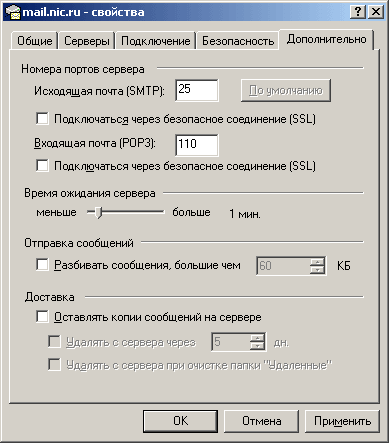 mail.nic.ru - свойства
Общие Серверы Подключение Безопасность Дополнительно
Номера портов сервера
Исходящая почта (SMTP): 25 По умолчанию
Подключаться через безопасное соединение (SSL)
Входящая почта (POP3): 110
Подключаться через безопасное соединение (SSL)
Время ожидания сервера
меньше больше 1 мин.
Отправка сообщений
Разбивать сообщения, большие чем 60 КБ
Доставка
Оставлять копии сообщений на сервере
Удалять с сервера через 5 дн.
Удалять с сервера при очистке папки "Удаленные"
OK Отмена Применить